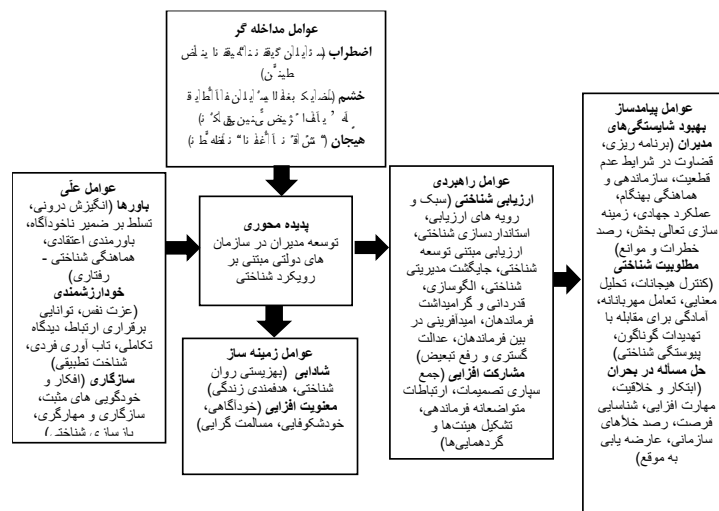 عوامل مداخله گر
اضطراب
خشم
هیجان
عوامل علّی
باورها (انگیزش درونی،
تسلط بر ضمیر ناخودآگاه،
باورمندی اعتقادی،
هماهنگی شناختی -
رفتاری)
خودارزشمندی
(عزت نفس، توانایی
برقراری ارتباط، دیدگاه
تکاملی، تاب آوری فردی،
شناخت تطبیقی)
سازگاری (افکار و
خودگویی های مثبت،
سازگاری و مهارگری،
بازسازی شناختی)
پدیده محوری
توسعه مدیران در سازمان
های دولتی مبتنی بر
رویکرد شناختی
عوامل زمینه ساز
شادابی (بهزیستی روان
شناختی، هدفمندی زندگی)
معنویت افزایی (خودآگاهی،
خودشکوفایی، مسالمت گرایی)
عوامل راهبردی
ارزیابی شناختی (سبک و
رویه های ارزیابی،
استانداردسازی شناختی،
ارزیابی مبتنی توسعه
شناختی، جایگشت مدیریتی
شناختی، الگوسازی،
قدردانی و گرامیداشت
فرماندهان، امیدآفرینی در
بین فرماندهان، عدالت
گستری و رفع تبعیض)
مشارکت افزایی (جمع
سپاری تصمیمات، ارتباطات
متواضعانه فرماندهی،
تشکیل هیئت‌ها و
گردهمایی‌ها)
عوامل پیامدساز
بهبود شایستگی‌های
مدیران (برنامه ریزی،
قضاوت در شرایط عدم
قطعیت، سازماندهی و
هماهنگی بهنگام،
عملکرد جهادی، زمینه
سازی تعالی بخش، رصد
خطرات و موانع)
مطلوبیت شناختی
(کنترل هیجانات، تحلیل
معنایی، تعامل مهربانانه،
آمادگی برای مقابله با
تهدیدات گوناگون،
پیوستگی شناختی)
حل مسأله در بحران
(ابتکار و خلاقیت،
مهارت افزایی، شناسایی
فرصت، رصد خلأهای
سازمانی، عارضه یابی
به موقع)